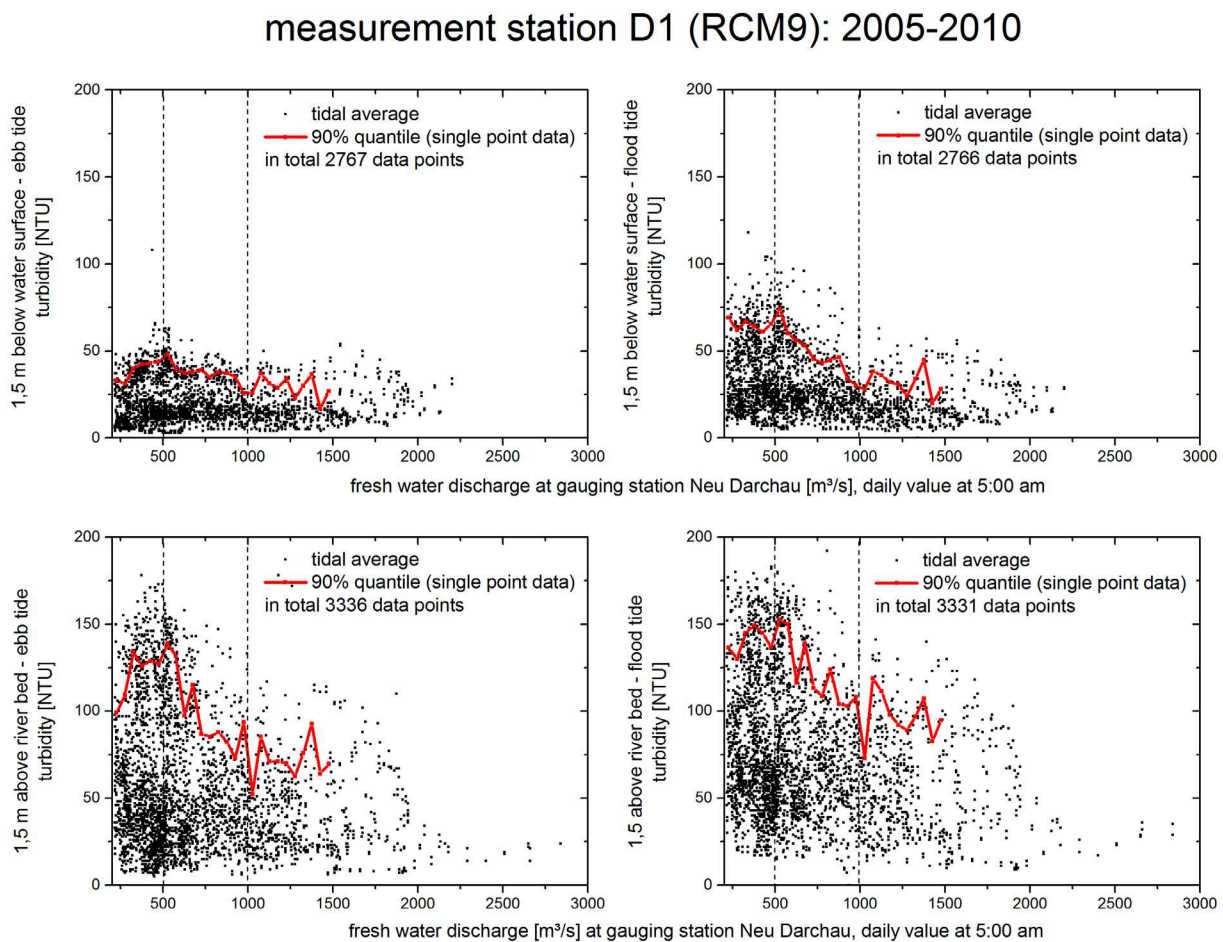 measurement station D1 (RCM9): 2005-2010
1,5 m below water surface - ebb tide
turbidity [NTU]
200
150
100
50
0
tidal average
90% quantile (single point data)
in total 2767 data points
500
1000
1500
2000
2500
3000
1,5 m below water surface - flood tide
turbidity [NTU]
200
150
100
50
0
tidal average
90% quantile (single point data)
in total 2766 data points
500
1000
1500
2000
2500
3000
fresh water discharge at gauging station Neu Darchau [m³/s], daily value at 5:00 am
1,5 m above river bed - ebb tide
turbidity [NTU]
200
150
100
50
0
tidal average
90% quantile (single point data)
in total 3336 data points
500
1000
1500
2000
2500
3000
1,5 above river bed - flood tide
turbidity [NTU]
200
150
100
50
0
tidal average
90% quantile (single point data)
in total 3331 data points
500
1000
1500
2000
2500
3000
fresh water discharge [m³/s] at gauging station Neu Darchau, daily value at 5:00 am